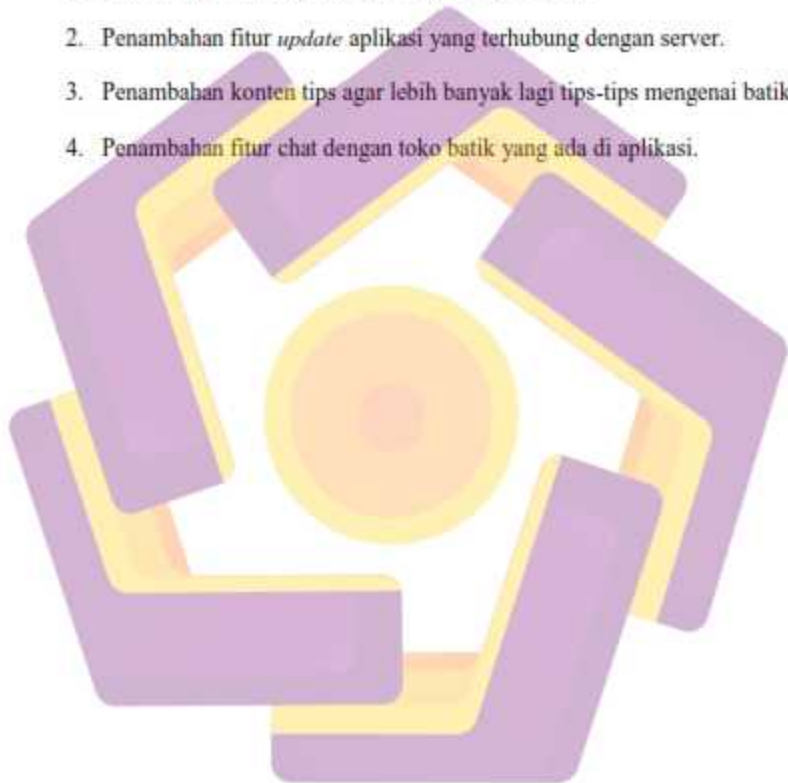 2. Penambahan fitur update aplikasi yang terhubung dengan server.
3. Penambahan konten tips agar lebih banyak lagi tips-tips mengenai batik
4. Penambahan fitur chat dengan toko batik yang ada di aplikasi.